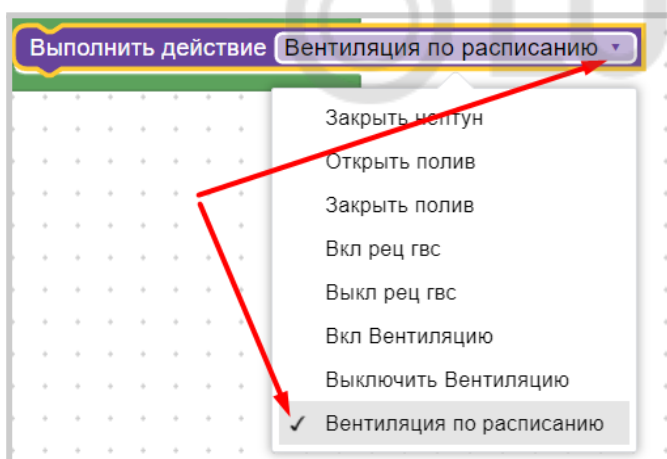 Выполнить действие Вентиляция по расписанию
Закрыть нептун
Открыть полив
Закрыть полив
Вкл рец гвс
Выкл рец гвс
Вкл Вентиляцию
Выключить Вентиляцию
✓ Вентиляция по расписанию